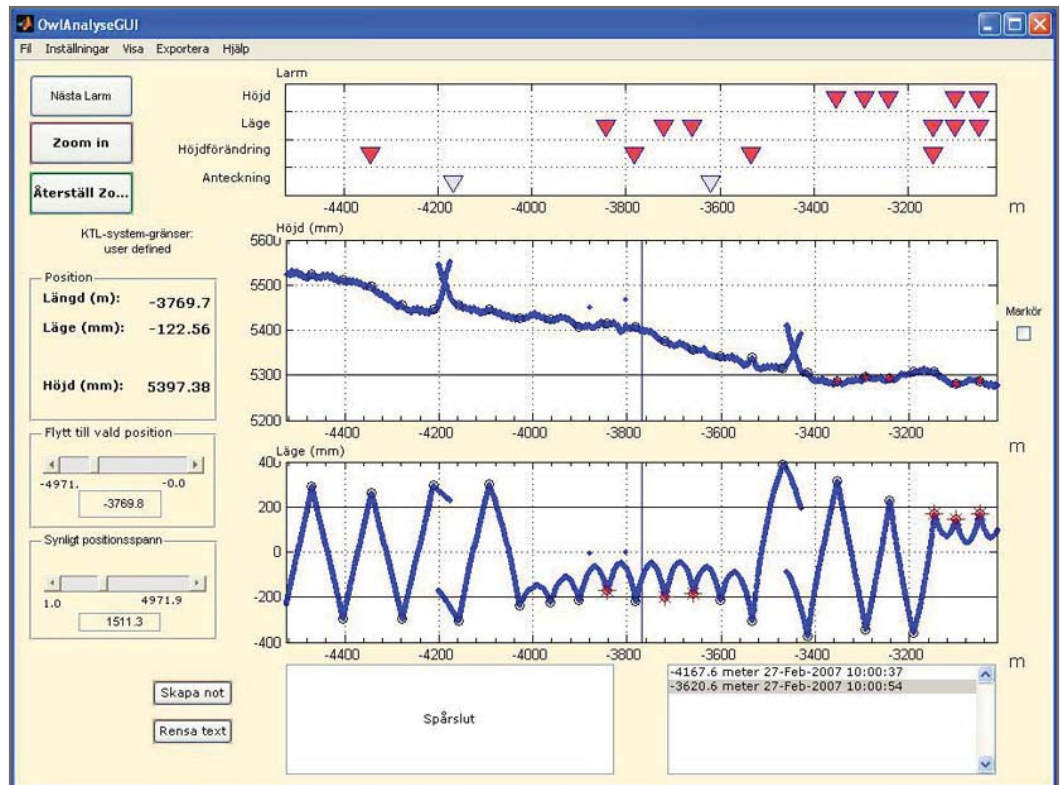 OwlAnalyseGUI
Fil Inställningar Visa Exportera Hjälp
Nästa Larm
Zoom in
Återställ Zo...
KTL-system-gränser:
user defined
Position
Längd (m): -3769.7
Läge (mm): -122.56
Höjd (mm): 5397.38
Flytt till vald position
-4971. -0.0
-3769.8
Synligt positionsspann
1.0 4971.9
1511.3
Skapa not
Rensa text
Larm
Höjd
Läge
Höjdförändring
Anteckning
-4400 -4200 -4000 -3800 -3600 -3400 -3200 m
Höjd (mm)
5600
5500
5400
5300
5200
-4400 -4200 -4000 -3800 -3600 -3400 -3200 m
Markör
Läge (mm)
400
200
0
-200
-400
-4400 -4200 -4000 -3800 -3600 -3400 -3200 m
Spårslut
-4167.6 meter 27-Feb-2007 10:00:37
-3620.6 meter 27-Feb-2007 10:00:54